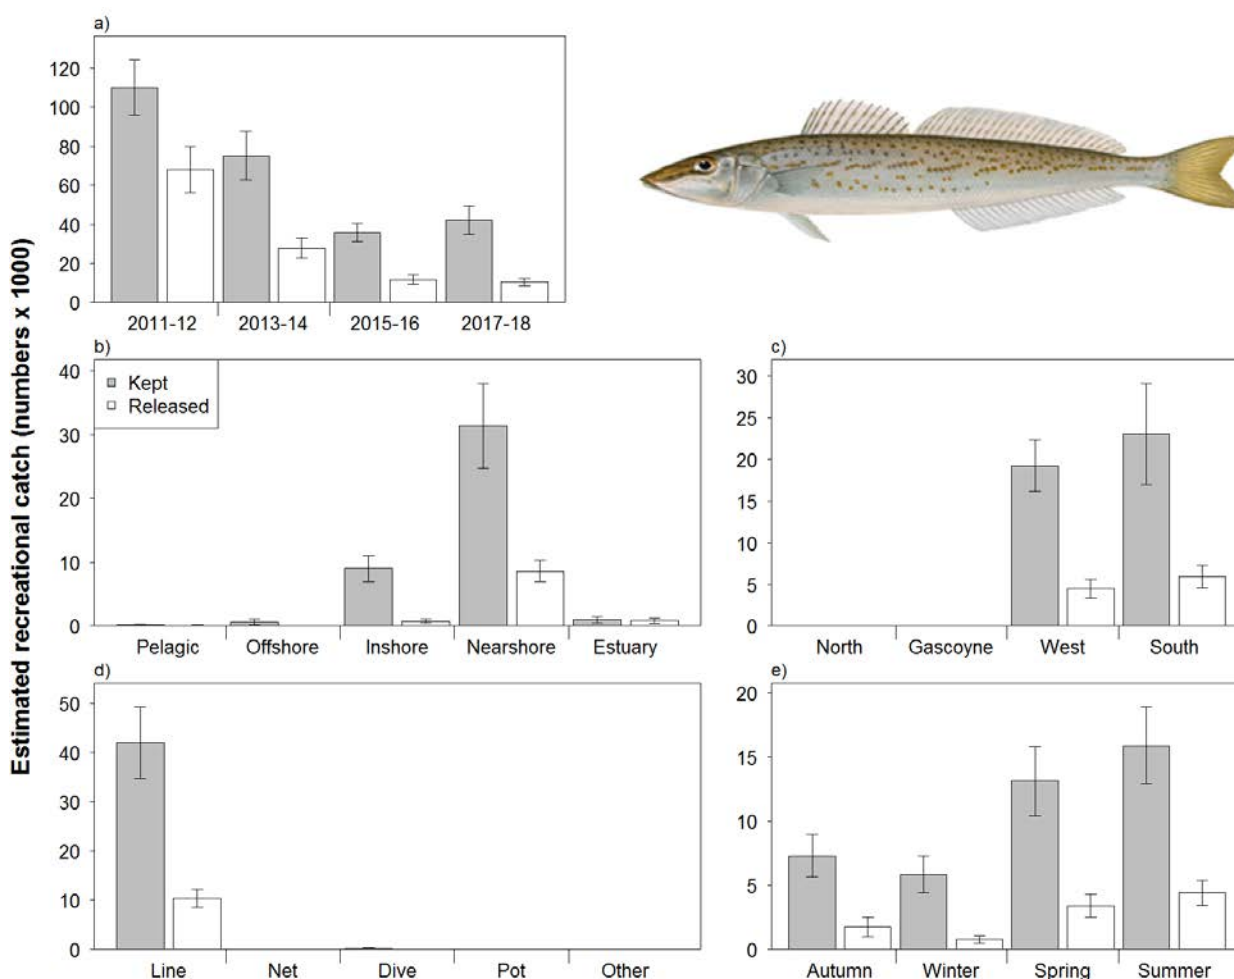 a)
120
100
80
60
40
20
0
2011-12 2013-14 2015-16 2017-18
Estimated recreational catch (numbers x 1000)
b)
Kept
Released
40
30
20
10
0
Pelagic Offshore Inshore Nearshore Estuary
c)
30
25
20
15
10
5
0
North Gascoyne West South
d)
50
40
30
20
10
0
Line Net Dive Pot Other
e)
20
15
10
5
0
Autumn Winter Spring Summer